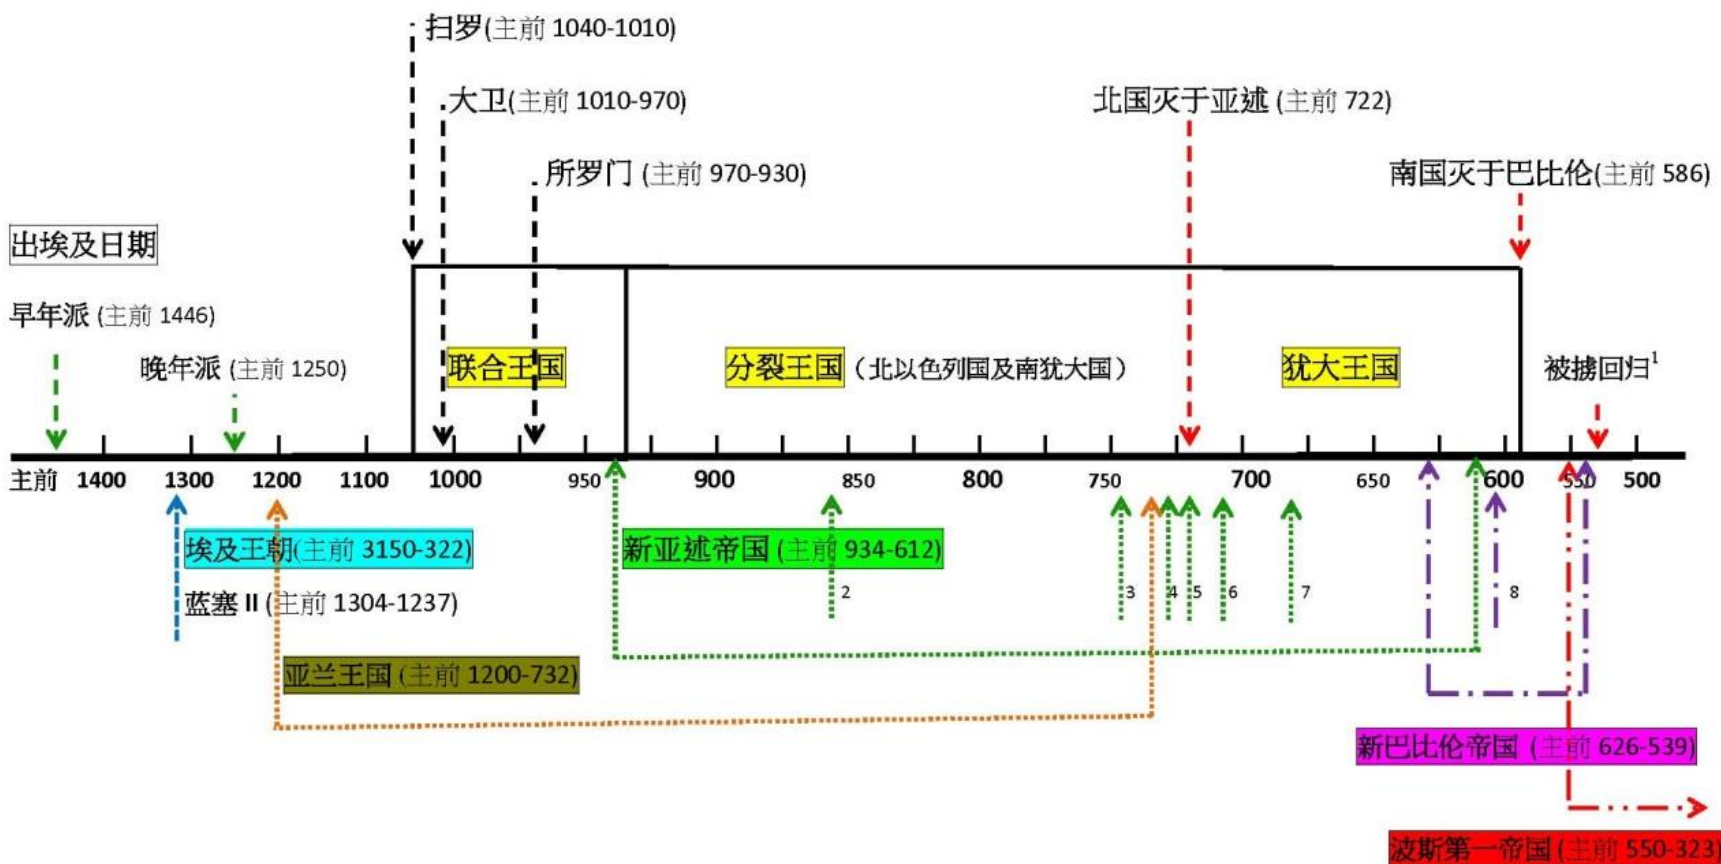 扫罗(主前 1040-1010)
大卫(主前 1010-970)
北国灭于亚述 (主前 722)
所罗门 (主前 970-930)
南国灭于巴比伦(主前 586)
出埃及日期
早年派 (主前 1446)
晚年派 (主前 1250)
联合王国
分裂王国（北以色列国及南犹大国）
犹大王国
被掳回归1
主前 1400 1300 1200 1100 1000 950 900 850 800 750 700 650 600 550 500
埃及王朝(主前 3150-322)
新亚述帝国 (主前 934-612)
2 3 4 5 6 7 8
蓝塞 II (主前 1304-1237)
亚兰王国 (主前 1200-732)
新巴比伦帝国 (主前 626-539)
波斯第一帝国 (主前 550-323)